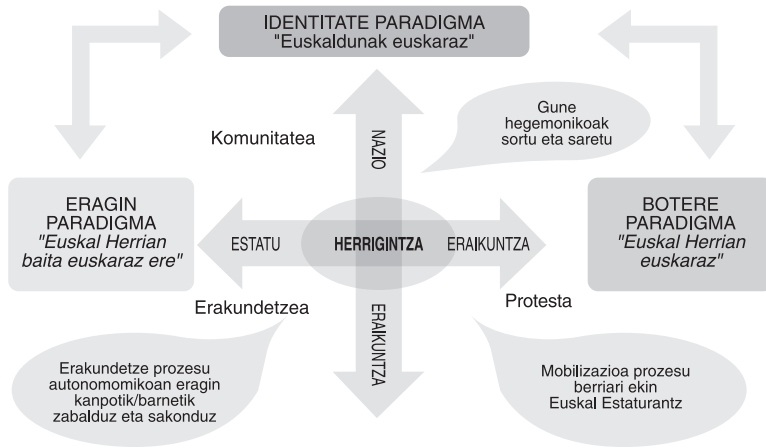 IDENTITATE PARADIGMA
"Euskaldunak euskaraz"
Komunitatea
NAZIO
Gune
hegemonikoak
sortu eta saretu
ERAGIN
PARADIGMA
"Euskal Herrian
baita euskaraz ere"
ESTATU
HERRIGINTZA
ERAIKUNTZA
BOTERE
PARADIGMA
"Euskal Herrian
euskaraz"
Erakundetzea
ERAIKUNTZA
Protesta
Erakundetze prozesu
autonomomikoan eragin
kanpotik/barnetik
zabalduz eta sakonduz
Mobilizazioa prozesu
berriari ekin
Euskal Estaturantz